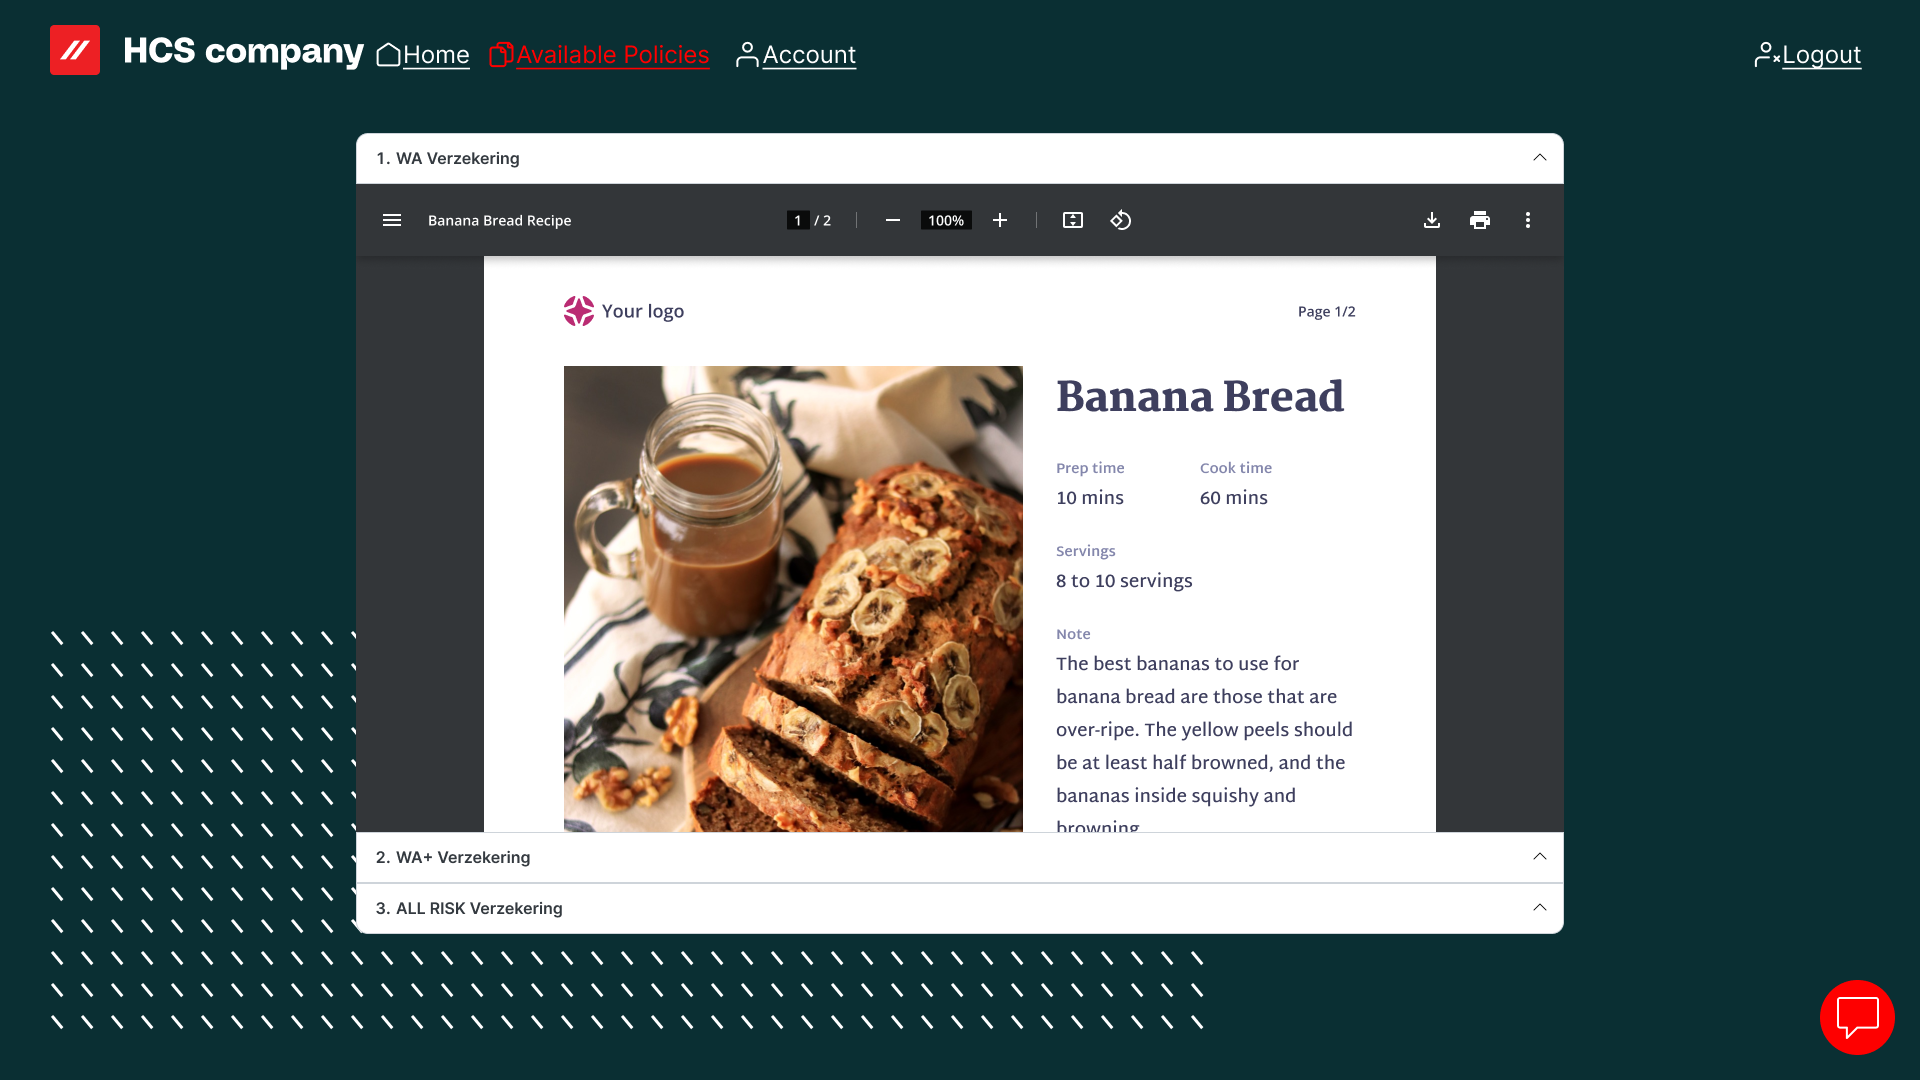 HCS company
Home
Available Policies
Account
Logout
1. WA Verzekering
Banana Bread Recipe
1 / 2
100%
Your logo
Page 1/2
Banana Bread
Prep time
Cook time
10 mins
60 mins
Servings
8 to 10 servings
Note
The best bananas to use for
banana bread are those that are
over-ripe. The yellow peels should
be at least half browned, and the
bananas inside squishy and
browning.
2. WA+ Verzekering
3. ALL RISK Verzekering